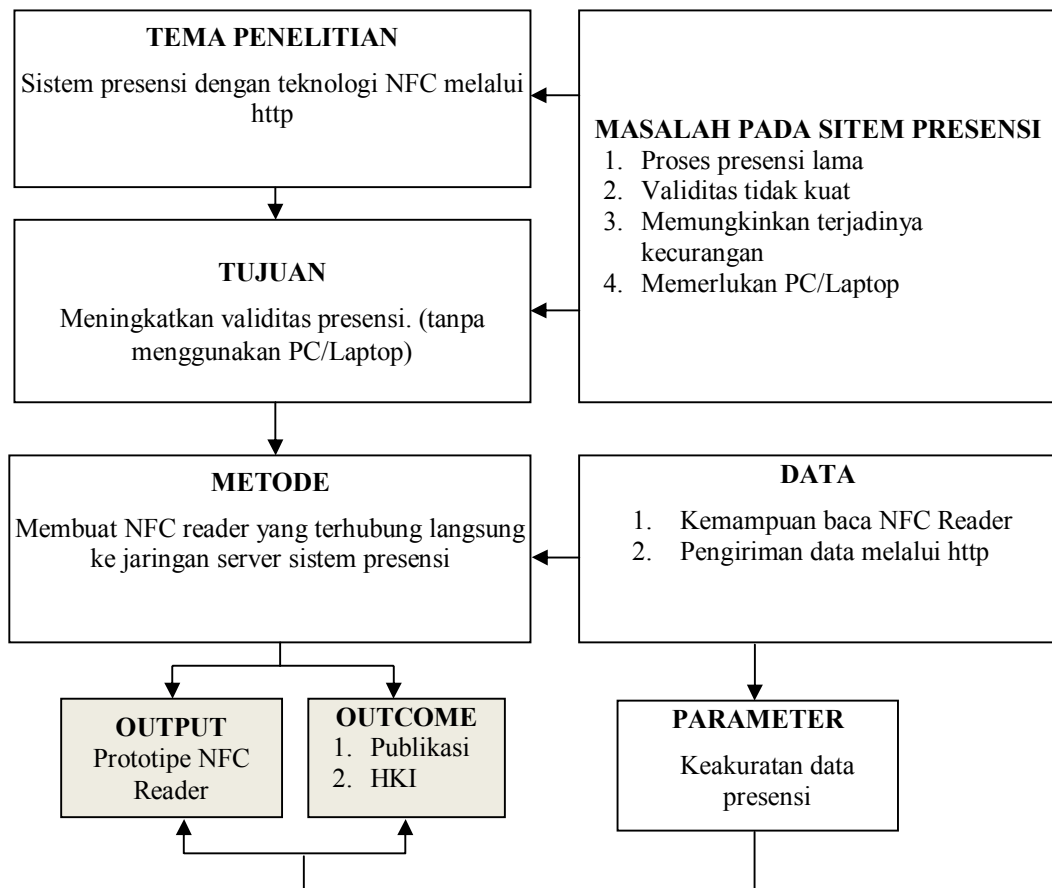 TEMA PENELITIAN
Sistem presensi dengan teknologi NFC melalui
http
MASALAH PADA SITEM PRESENSI
1. Proses presensi lama
2. Validitas tidak kuat
3. Memungkinkan terjadinya
kecurangan
4. Memerlukan PC/Laptop
TUJUAN
Meningkatkan validitas presensi. (tanpa
menggunakan PC/Laptop)
METODE
Membuat NFC reader yang terhubung langsung
ke jaringan server sistem presensi
DATA
1. Kemampuan baca NFC Reader
2. Pengiriman data melalui http
OUTPUT
Prototipe NFC
Reader
OUTCOME
1. Publikasi
2. HKI
PARAMETER
Keakuratan data
presensi